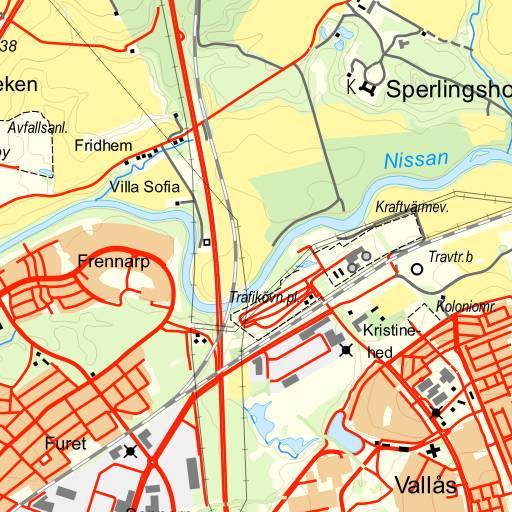 38
eken
K Sperlingsho
Avfallsanl.
Fridhem
Nissan
Villa Sofia
Kraftvärmev.
Frennarp
Travtr.b
Trafikövn.pl.
Koloniomr.
Kristine-
hed
Furet
Vallås